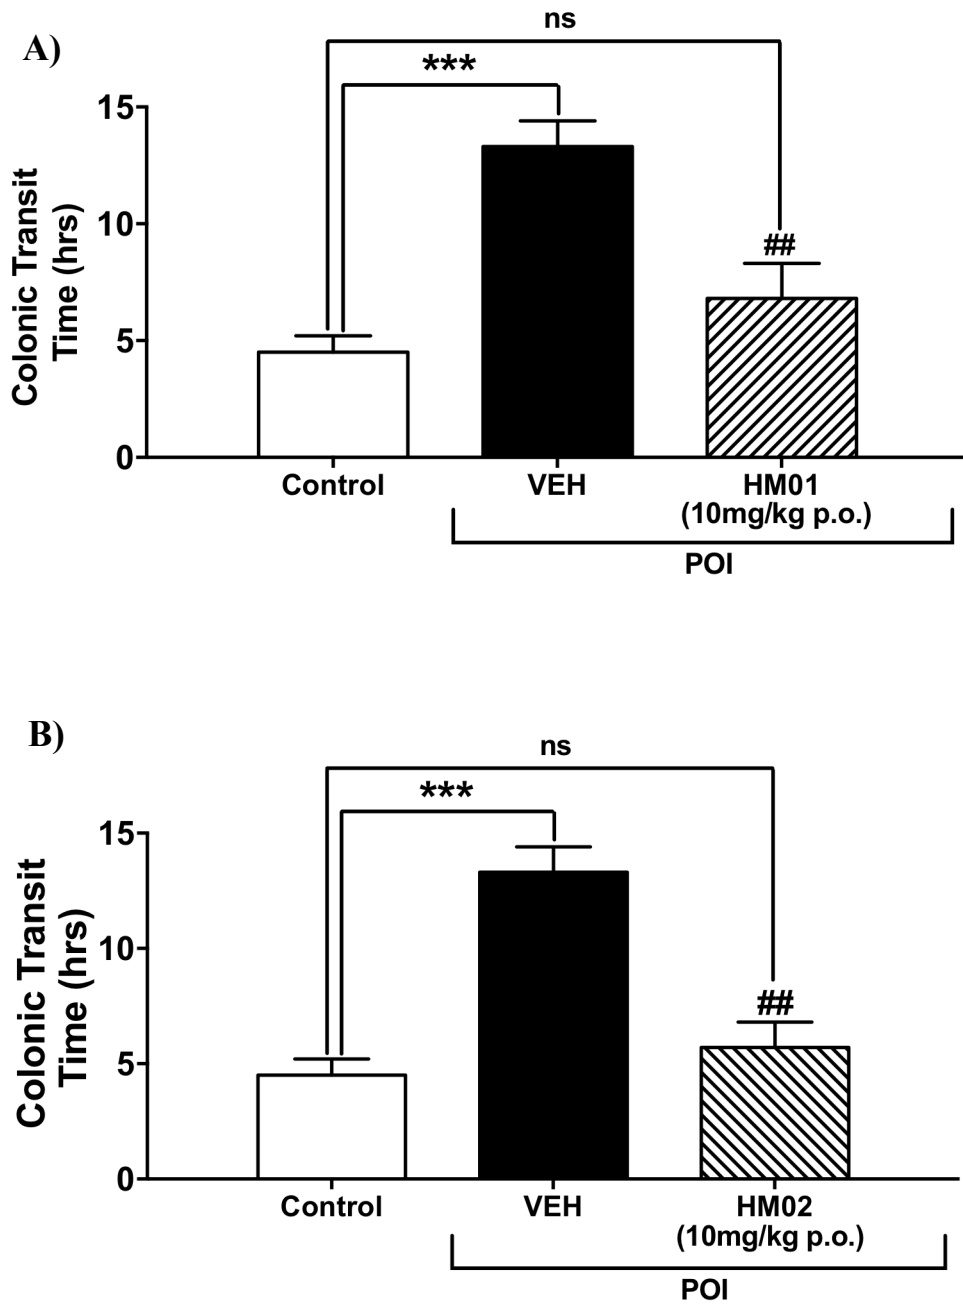 A)
ns
***
15
10
5
0
Colonic Transit
Time (hrs)
##
Control
VEH
HM01
(10mg/kg p.o.)
POI
B)
ns
***
15
10
5
0
Colonic Transit
Time (hrs)
##
Control
VEH
HM02
(10mg/kg p.o.)
POI